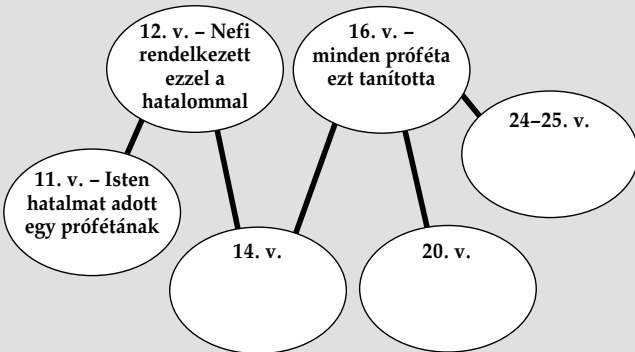 12. v. – Nefi
rendelkezett
ezzel a
hatalommal
16. v. –
minden próféta
ezt tanította
24–25. v.
11. v. – Isten
hatalmat adott
egy prófétának
14. v.
20. v.